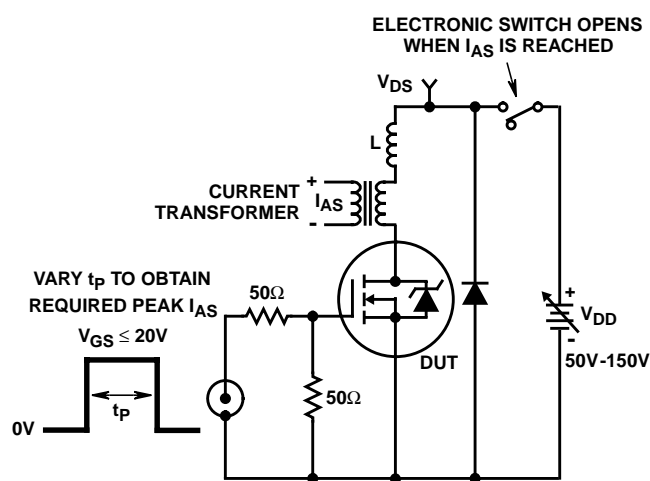 ELECTRONIC SWITCH OPENS
WHEN IAS IS REACHED
VDS
L
CURRENT
TRANSFORMER
+
IAS
-
VARY tP TO OBTAIN
REQUIRED PEAK IAS
VGS ≤ 20V
50Ω
+
VDD
-
50V-150V
DUT
50Ω
0V
tP